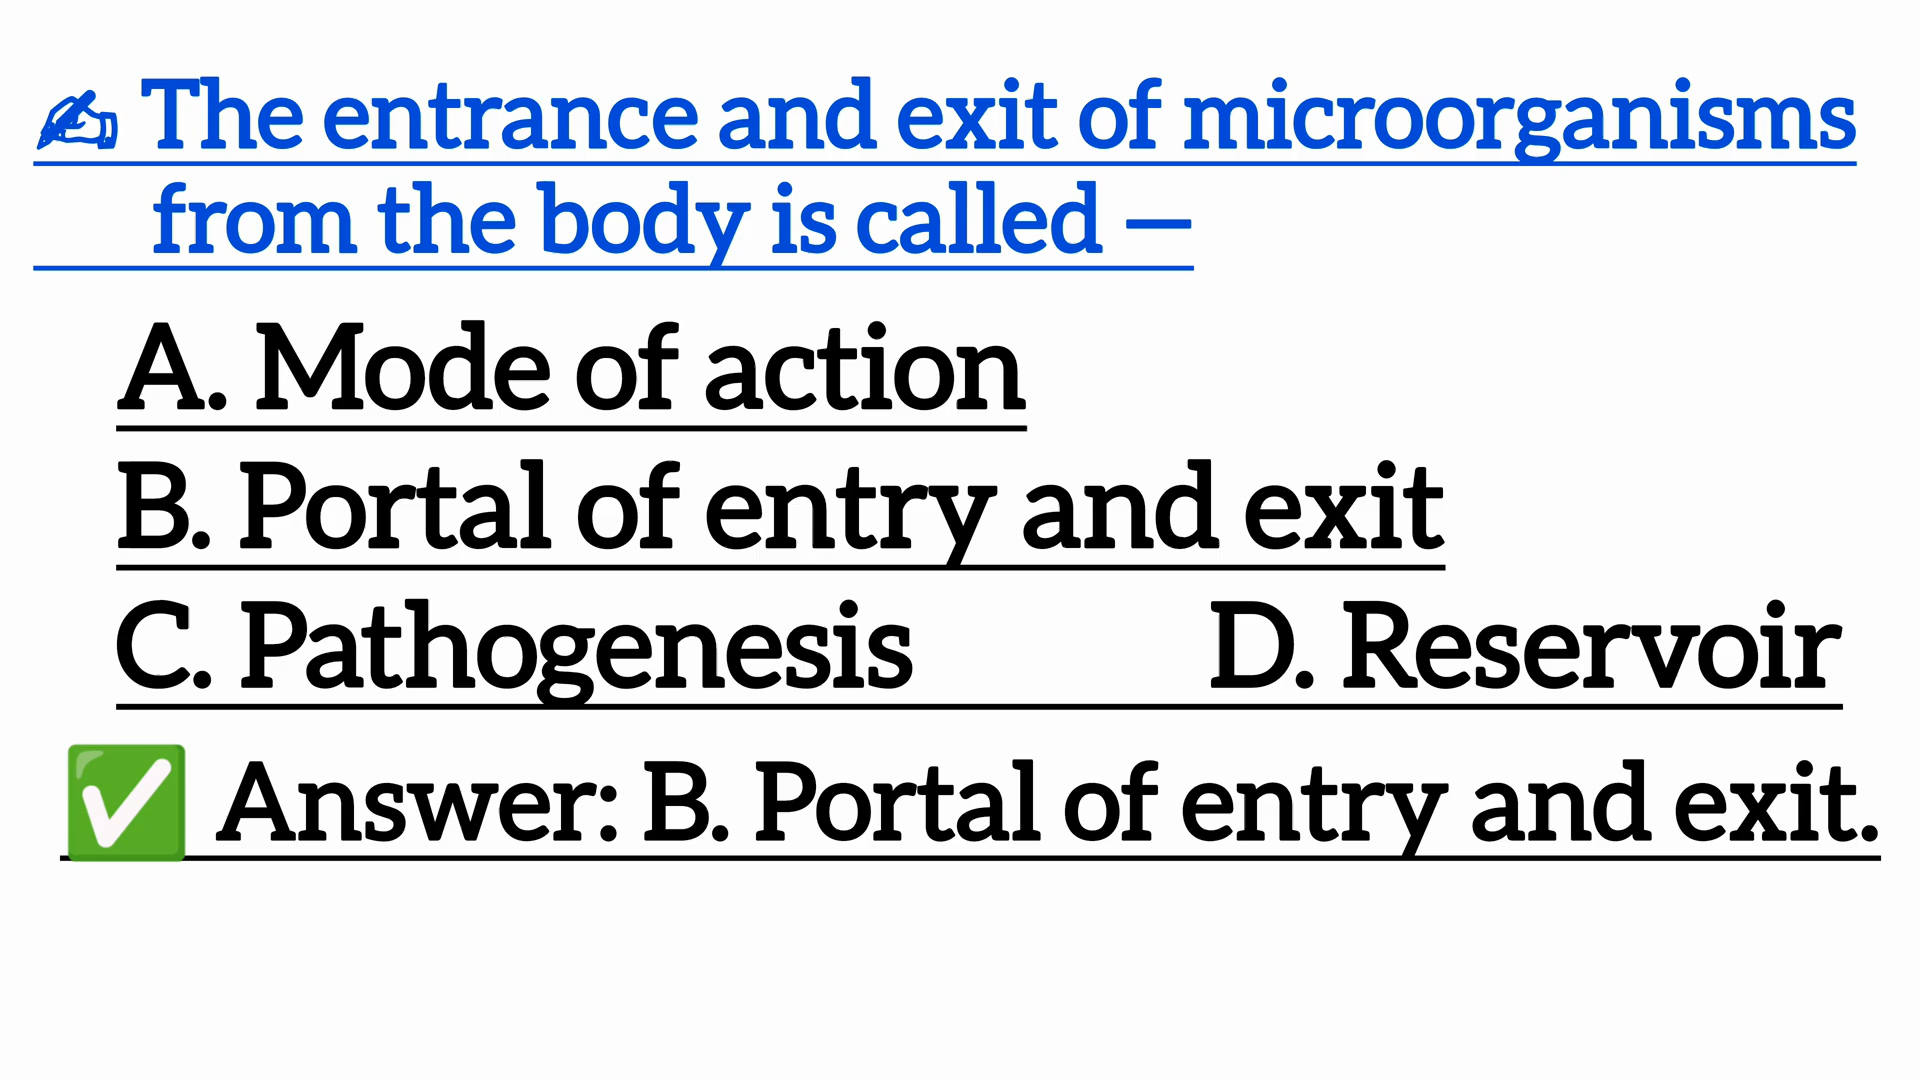 ✍ The entrance and exit of microorganisms
from the body is called —
A. Mode of action
B. Portal of entry and exit
C. Pathogenesis D. Reservoir
✅ Answer: B. Portal of entry and exit.